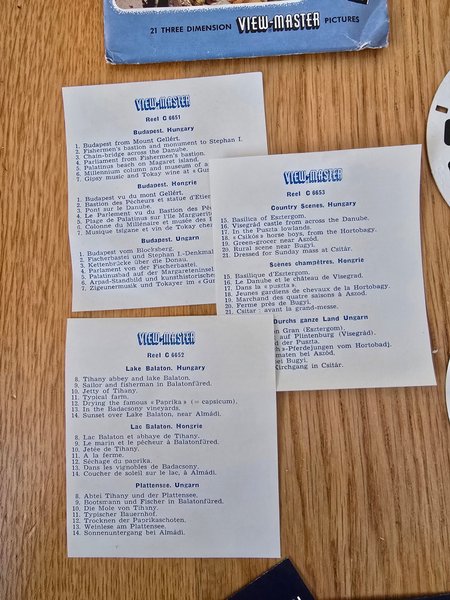 21 THREE DIMENSION VIEW-MASTER PICTURES
VIEW-MASTER
Reel C 6651
Budapest, Hungary
1. Budapest from Mount Gellért.
2. Fishermen's bastion and monument to Stephan I.
3. Chain-bridge across the Danube.
4. Parliament from Fishermen's bastion.
5. Palatinus beach on Margaret island.
6. Millennium column and museum of
7. Gipsy music and Tokay wine at «
Budapest, Hongrie
1. Budapest vu du mont Gellért.
2. Bastion des Pêcheurs et statue d'Etien
3. Pont sur le Danube.
4. Le Parlement vu du Bastion des Pê
5. Plage de Palatinus sur l'île Marguerit
6. Colonne du Millénaire et musée des
7. Musique tsigane et vin de Tokay che
Budapest, Ungarn
1. Budapest vom Blocksberg.
2. Fischerbastei und Stephan I.-Denkmal
3. Kettenbrücke über die Donau.
4. Parlament von der Fischerbastei.
5. Palatinusbad auf der Margareteninsel
6. Arpad-Standbild und kunsthistorische
7. Zigeunermusik und Tokayer im «
VIEW-MASTER
Reel C 6653
Country Scenes, Hungary
15. Basilica of Esztergom.
16. Visegrád castle from across the Danube.
17. In the Puszta lowlands.
18. «Csikós» horse boys, from the Hortobagy.
19. Green-grocer near Aszód.
20. Rural scene near Bugyi.
21. Dressed for Sunday mass at Csitár.
Scènes champêtres, Hongrie
15. Basilique d'Esztergom.
16. Le Danube et le château de Visegrad.
17. Dans la «puszta».
18. Jeunes gardiens de chevaux de la Hortobagy.
19. Marchand des quatre saisons à Aszod.
20. Ferme près de Bugyi.
21. Csitar : avant la grand-messe.
Durchs ganze Land Ungarn
on Gran (Esztergom).
auf Plintenburg (Visegrád).
der Puszta.
»-Pferdejungen vom Hortobadj.
maten bei Aszód.
ei Bugyi.
Kirchgang in Csitár.
VIEW-MASTER
Reel C 6652
Lake Balaton, Hungary
8. Tihany abbey and lake Balaton.
9. Sailor and fisherman in Balatonfüred.
10. Jetty of Tihany.
11. Typical farm.
12. Drying the famous «Paprika» (= capsicum).
13. In the Badacsony vineyards.
14. Sunset over Lake Balaton, near Almádi.
Lac Balaton, Hongrie
8. Lac Balaton et abbaye de Tihany.
9. Le marin et le pêcheur à Balatonfüred.
10. Jetée de Tihany.
11. A la ferme.
12. Séchage du paprika.
13. Dans les vignobles de Badacsony.
14. Coucher de soleil sur le lac, à Almádi.
Plattensee, Ungarn
8. Abtei Tihany und der Plattensee.
9. Bootsmann und Fischer in Balatonfüred.
10. Die Mole von Tihany.
11. Typischer Bauernhof.
12. Trocknen der Paprikaschoten.
13. Weinlese am Plattensee.
14. Sonnenuntergang bei Almádi.